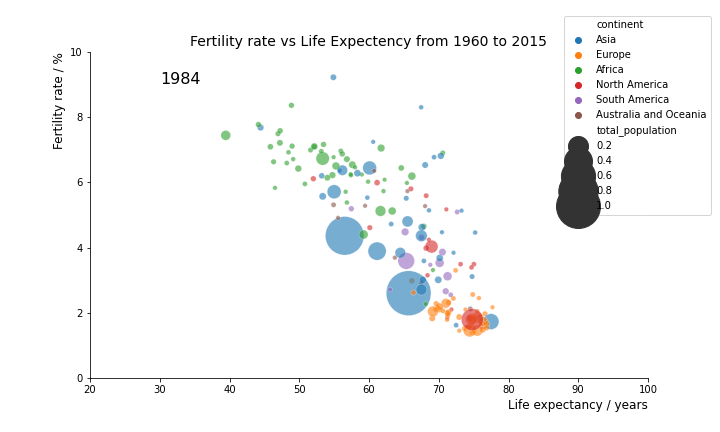 Fertility rate vs Life Expectency from 1960 to 2015
continent
Asia
Europe
Africa
North America
South America
Australia and Oceania
total_population
0.2
0.4
0.6
0.8
1.0
Fertility rate / %
1984
10
8
6
4
2
0
20
30
40
50
60
70
80
90
100
Life expectancy / years